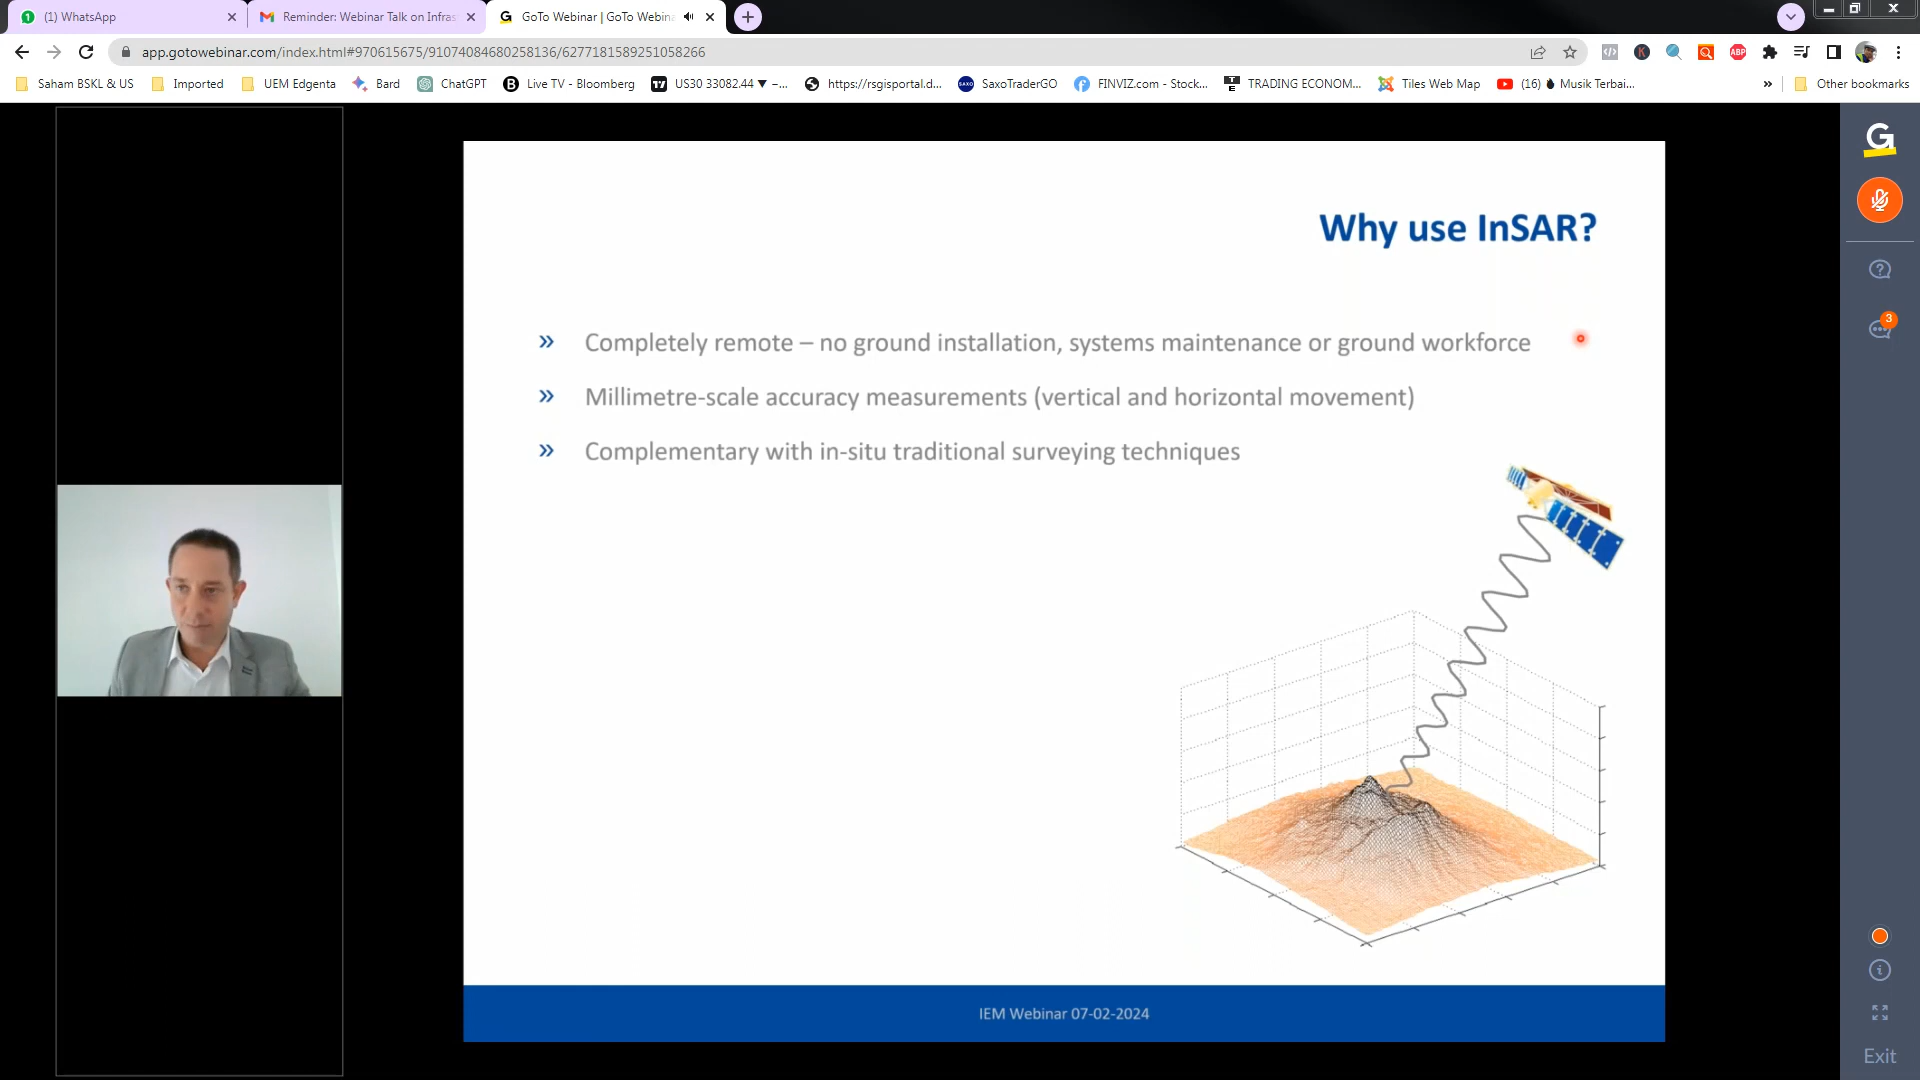 (1) WhatsApp
Reminder: Webinar Talk on Infras
GoTo Webinar | GoTo Webina
app.gotowebinar.com/index.html#970615675/91074084680258136/6277181589251058266
Saham BSKL & US
Imported
UEM Edgenta
Bard
ChatGPT
Live TV - Bloomberg
US30 33082.44 ▼ –...
https://rsgisportal.d...
SaxoTraderGO
FINVIZ.com - Stock...
TRADING ECONOM...
Tiles Web Map
(16) Musik Terbai...
»
Other bookmarks
G
3
Why use InSAR?
» Completely remote – no ground installation, systems maintenance or ground workforce
» Millimetre-scale accuracy measurements (vertical and horizontal movement)
» Complementary with in-situ traditional surveying techniques
IEM Webinar 07-02-2024
Exit